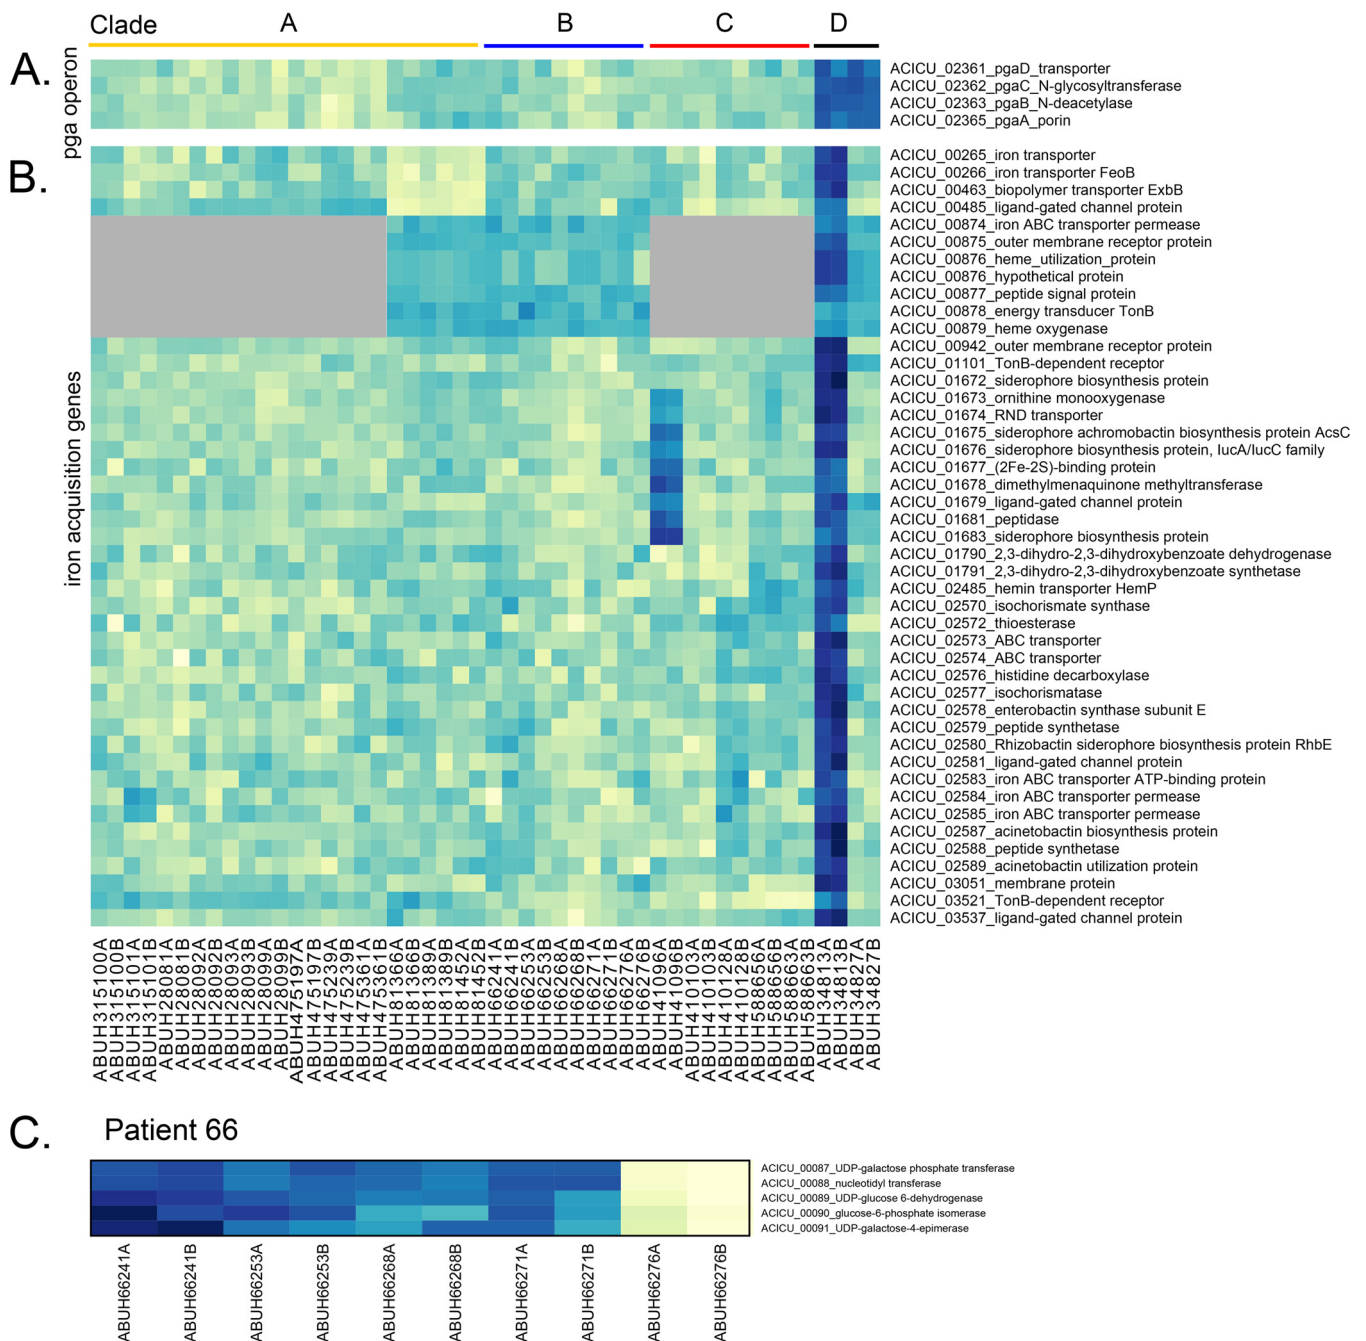 Clade A B C D
A.
pga operon
ACICU_02361_pgaD_transporter
ACICU_02362_pgaC_N-glycosyltransferase
ACICU_02363_pgaB_N-deacetylase
ACICU_02365_pgaA_porin
B.
iron acquisition genes
ACICU_00265_iron transporter
ACICU_00266_iron transporter FeoB
ACICU_00463_biopolymer transporter ExbB
ACICU_00485_ligand-gated channel protein
ACICU_00874_iron ABC transporter permease
ACICU_00875_outer membrane receptor protein
ACICU_00876_heme_utilization_protein
ACICU_00876_hypothetical protein
ACICU_00877_peptide signal protein
ACICU_00878_energy transducer TonB
ACICU_00879_heme oxygenase
ACICU_00942_outer membrane receptor protein
ACICU_01101_TonB-dependent receptor
ACICU_01672_siderophore biosynthesis protein
ACICU_01673_ornithine monooxygenase
ACICU_01674_RND transporter
ACICU_01675_siderophore achromobactin biosynthesis protein AcsC
ACICU_01676_siderophore biosynthesis protein, IucA/IucC family
ACICU_01677_(2Fe-2S)-binding protein
ACICU_01678_dimethylmenaquinone methyltransferase
ACICU_01679_ligand-gated channel protein
ACICU_01681_peptidase
ACICU_01683_siderophore biosynthesis protein
ACICU_01790_2,3-dihydro-2,3-dihydroxybenzoate dehydrogenase
ACICU_01791_2,3-dihydro-2,3-dihydroxybenzoate synthetase
ACICU_02485_hemin transporter HemP
ACICU_02570_isochorismate synthase
ACICU_02572_thioesterase
ACICU_02573_ABC transporter
ACICU_02574_ABC transporter
ACICU_02576_histidine decarboxylase
ACICU_02577_isochorismatase
ACICU_02578_enterobactin synthase subunit E
ACICU_02579_peptide synthetase
ACICU_02580_Rhizobactin siderophore biosynthesis protein RhbE
ACICU_02581_ligand-gated channel protein
ACICU_02583_iron ABC transporter ATP-binding protein
ACICU_02584_iron ABC transporter permease
ACICU_02585_iron ABC transporter permease
ACICU_02587_acinetobactin biosynthesis protein
ACICU_02588_peptide synthetase
ACICU_02589_acinetobactin utilization protein
ACICU_03051_membrane protein
ACICU_03521_TonB-dependent receptor
ACICU_03537_ligand-gated channel protein
ABUH315100A
ABUH315100B
ABUH315101A
ABUH315101B
ABUH28081A
ABUH28081B
ABUH28092A
ABUH28092B
ABUH28093A
ABUH28093B
ABUH28099A
ABUH28099B
ABUH475197A
ABUH475197B
ABUH475239A
ABUH475239B
ABUH475361A
ABUH475361B
ABUH81366A
ABUH81366B
ABUH81389A
ABUH81389B
ABUH81452A
ABUH81452B
ABUH66241A
ABUH66241B
ABUH66253A
ABUH66253B
ABUH66268A
ABUH66268B
ABUH66271A
ABUH66271B
ABUH66276A
ABUH66276B
ABUH41096A
ABUH41096B
ABUH410103A
ABUH410103B
ABUH410128A
ABUH410128B
ABUH588656A
ABUH588656B
ABUH588663A
ABUH588663B
ABUH34813A
ABUH34813B
ABUH34827A
ABUH34827B
C.
Patient 66
ACICU_00087_UDP-galactose phosphate transferase
ACICU_00088_nucleotidyl transferase
ACICU_00089_UDP-glucose 6-dehydrogenase
ACICU_00090_glucose-6-phosphate isomerase
ACICU_00091_UDP-galactose-4-epimerase
ABUH66241A
ABUH66241B
ABUH66253A
ABUH66253B
ABUH66268A
ABUH66268B
ABUH66271A
ABUH66271B
ABUH66276A
ABUH66276B